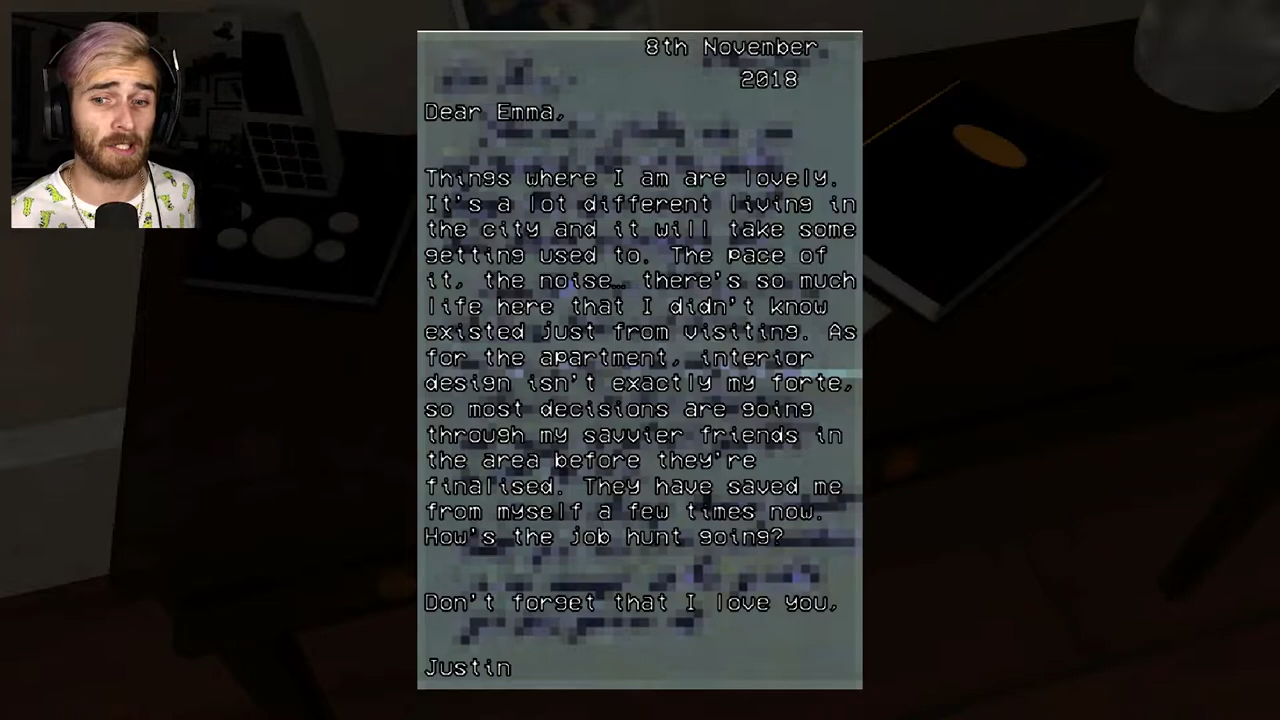 8th November
2018
Dear Emma,
Things where I am are lovely.
It's a lot different living in
the city and it will take some
getting used to. The pace of
it, the noise… there's so much
life here that I didn't know
existed just from visiting. As
for the apartment, interior
design isn't exactly my forte,
so most decisions are going
through my savvier friends in
the area before they're
finalised. They have saved me
from myself a few times now.
How's the job hunt going?
Don't forget that I love you,
Justin